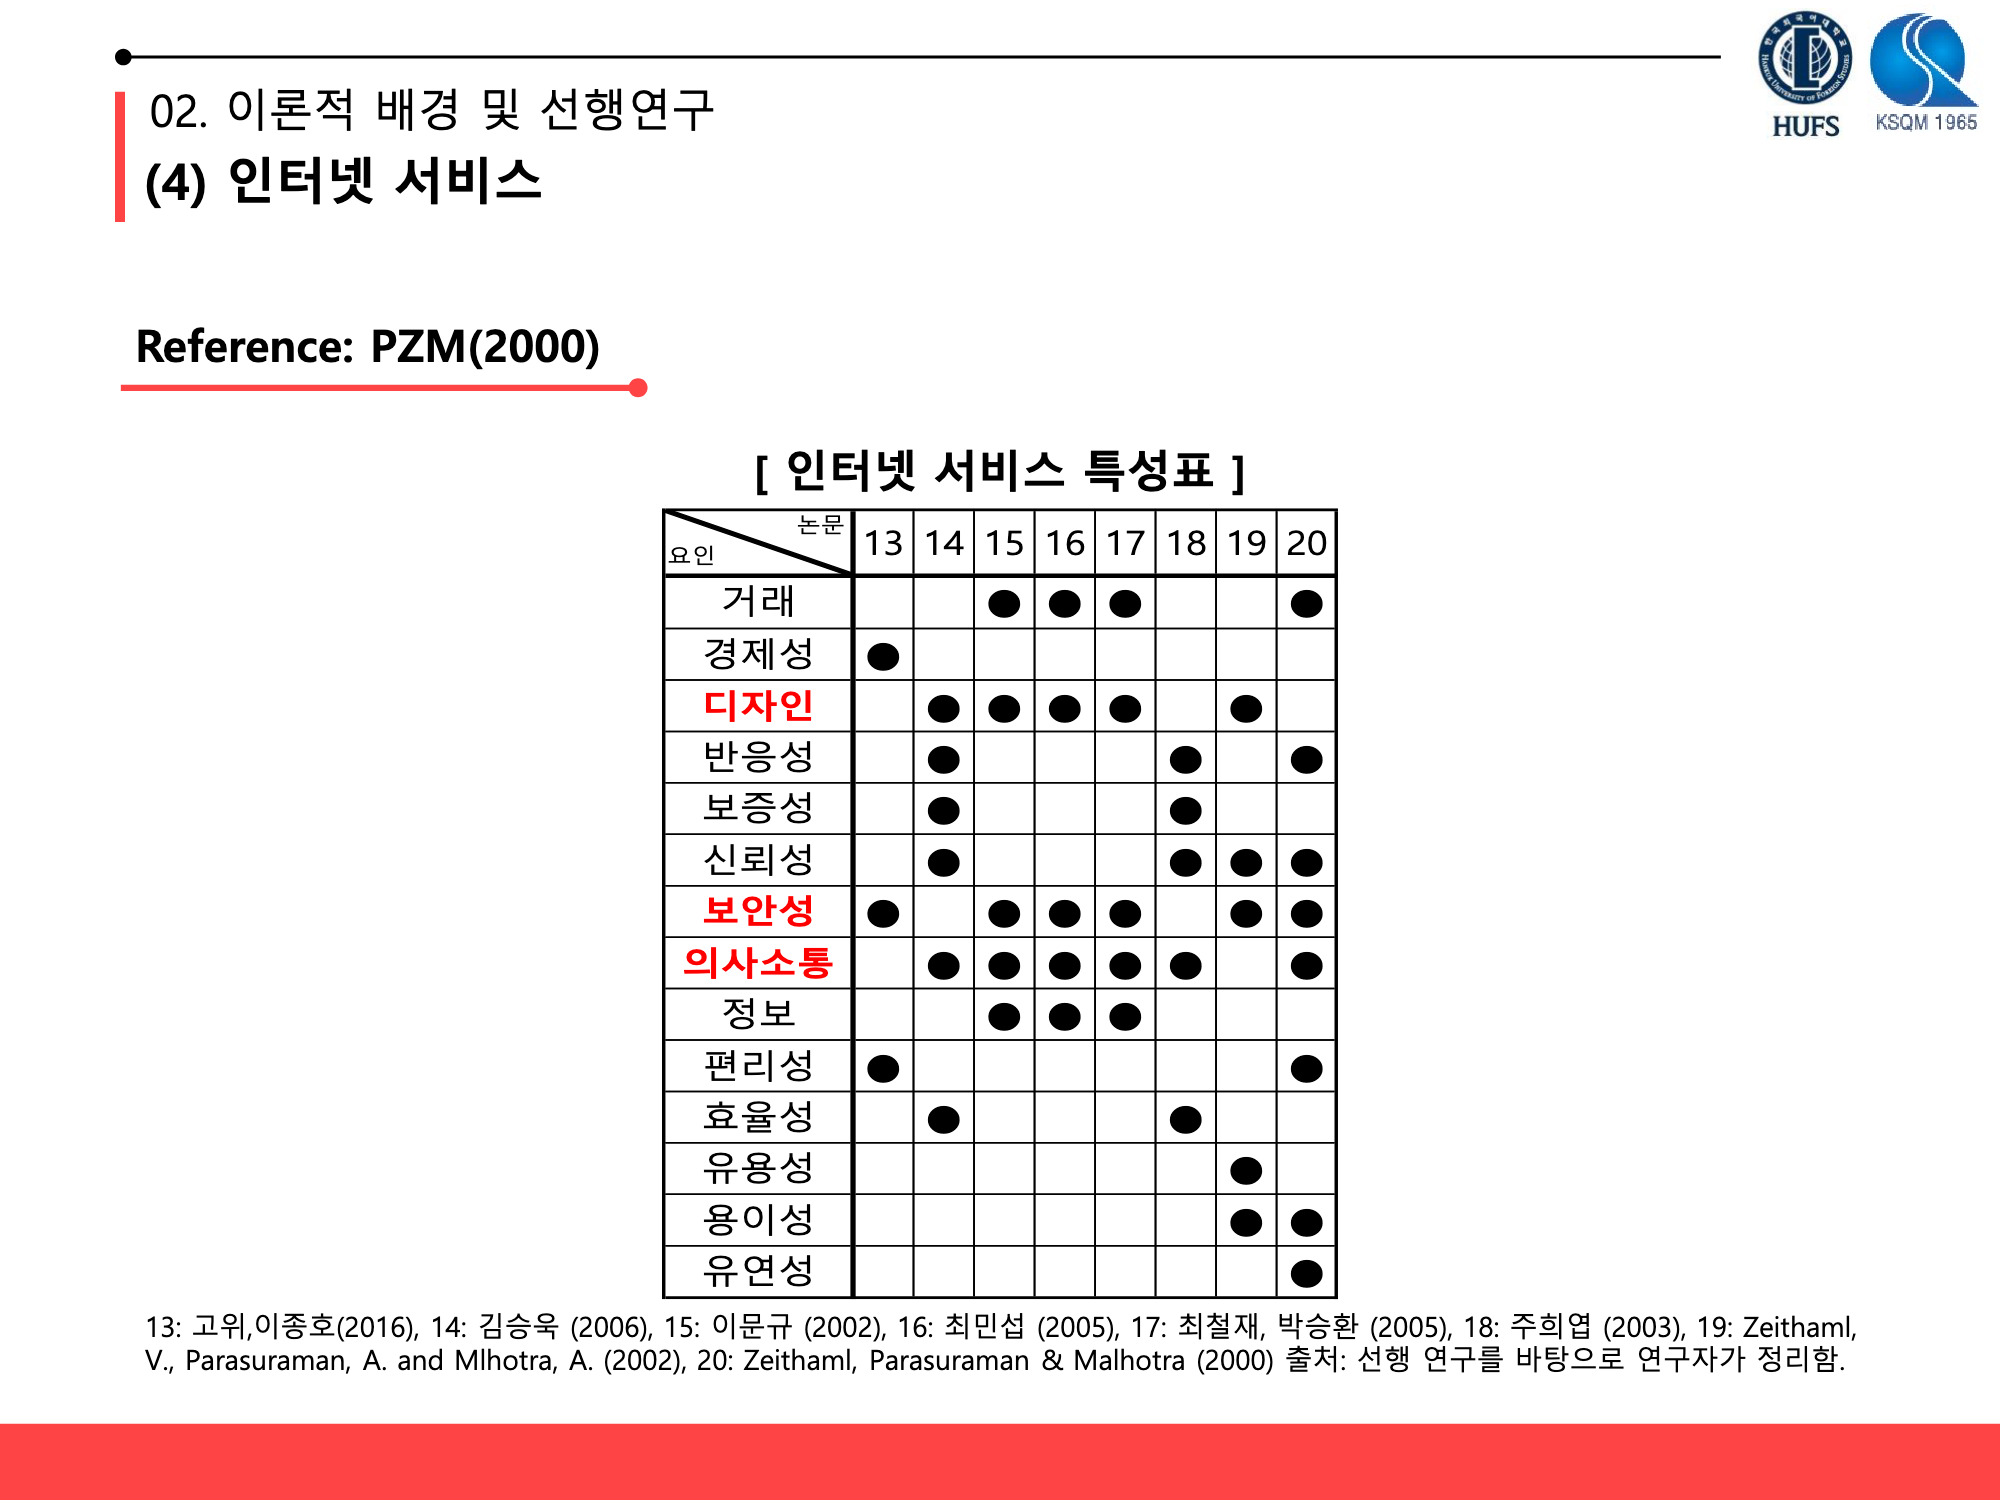 02. 이론적 배경 및 선행연구
(4) 인터넷 서비스
HUFS
KSQM 1965
Reference: PZM(2000)
[ 인터넷 서비스 특성표 ]
논문
요인
13 14 15 16 17 18 19 20
거래 ● ● ● ●
경제성 ●
디자인 ● ● ● ● ●
반응성 ● ● ●
보증성 ● ●
신뢰성 ● ● ● ●
보안성 ● ● ● ● ● ●
의사소통 ● ● ● ● ● ●
정보 ● ● ●
편리성 ● ●
효율성 ● ●
유용성 ●
용이성 ● ●
유연성 ●
13: 고위,이종호(2016), 14: 김승욱 (2006), 15: 이문규 (2002), 16: 최민섭 (2005), 17: 최철재, 박승환 (2005), 18: 주희엽 (2003), 19: Zeithaml,
V., Parasuraman, A. and Mlhotra, A. (2002), 20: Zeithaml, Parasuraman & Malhotra (2000) 출처: 선행 연구를 바탕으로 연구자가 정리함.